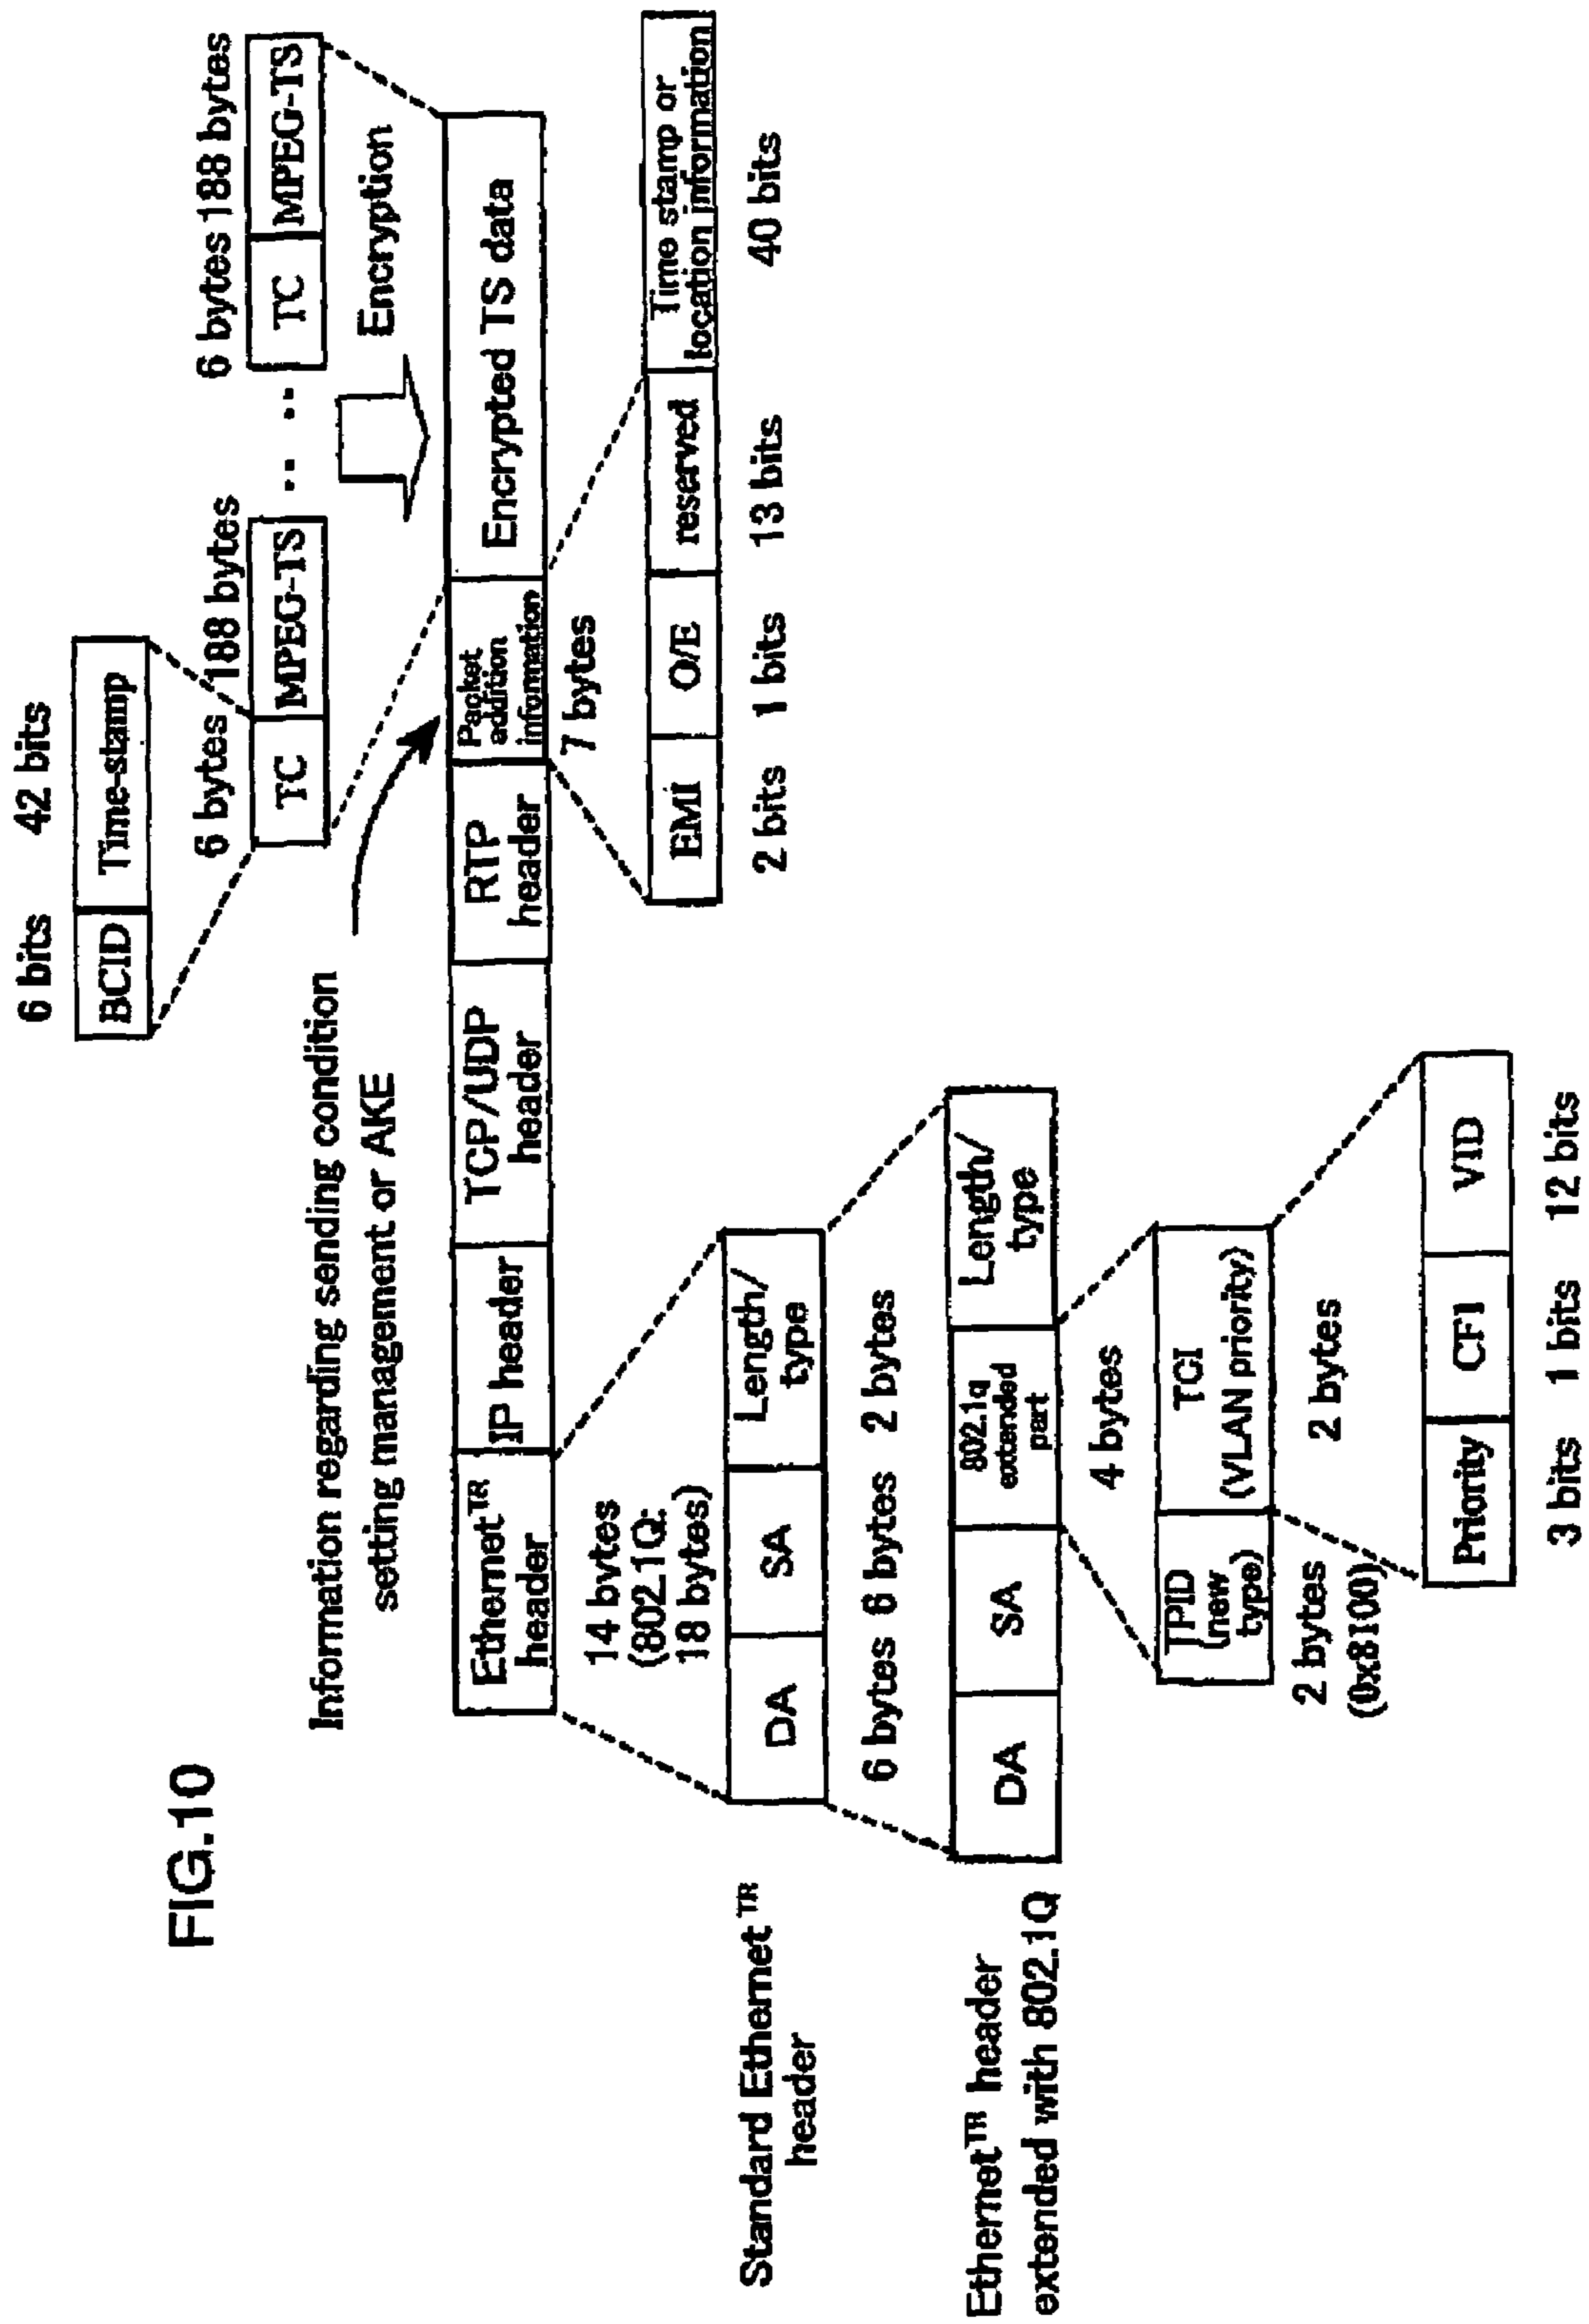 FIG.10
6 bits 42 bits
BCID Time-stamp
6 bytes 188 bytes 6 bytes 188 bytes
TC MPEG-TS TC MPEG-TS
Information regarding sending condition
setting management or AKE
Encryption
Ethernet™ header IP header TCP/UDP header RTP header Packet addition information Encrypted TS data
14 bytes
(802.1Q:
18 bytes)
7 bytes
EMI O/E reserved Time stamp or location information
2 bits 1 bits 13 bits 40 bits
Standard Ethernet™
header
DA SA Length/type
6 bytes 6 bytes 2 bytes
Ethernet™ header
extended with 802.1Q
DA SA 802.1q extended part Length/type
4 bytes
TPID (new type) TCI (VLAN priority)
2 bytes
(0x8100)
2 bytes
Priority CFI VID
3 bits 1 bits 12 bits